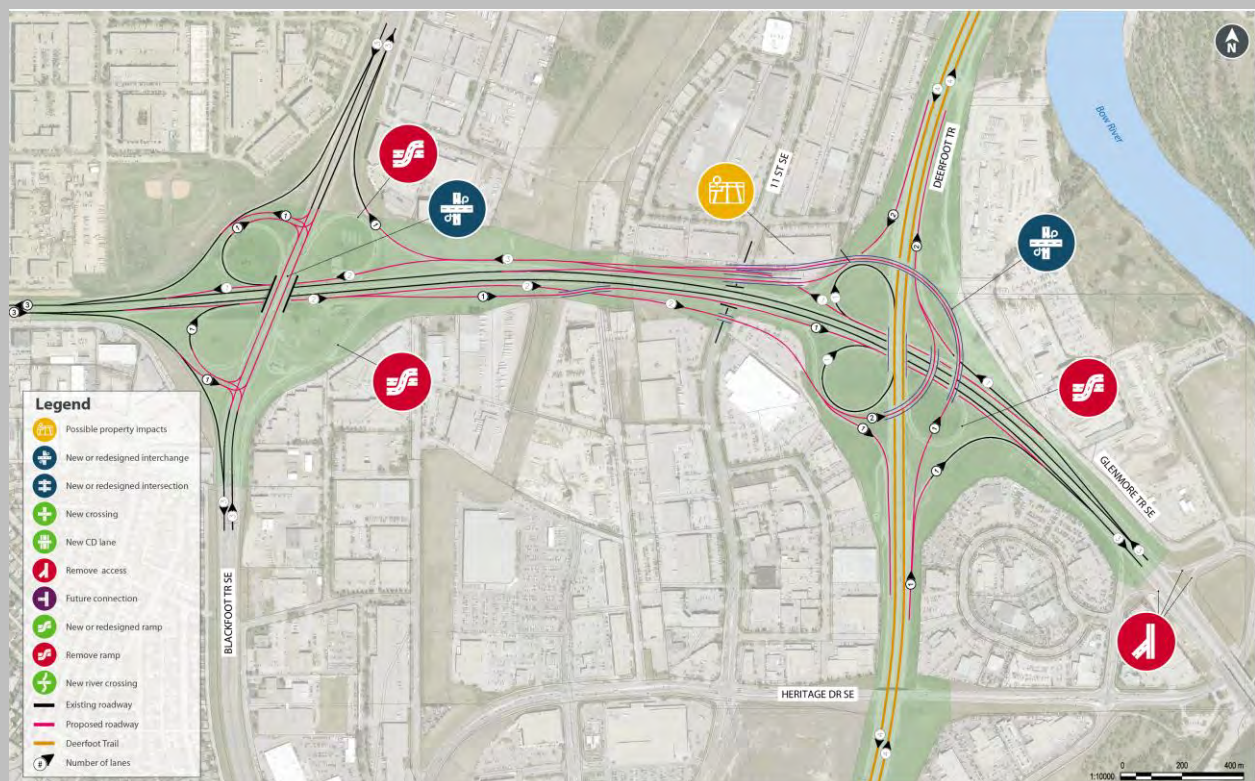 N
Bow River
11 ST SE
DEERFOOT TR
GLENMORE TR SE
BLACKFOOT TR SE
HERITAGE DR SE
3
3
Legend
Possible property impacts
New or redesigned interchange
New or redesigned intersection
New crossing
New CD lane
Remove access
Future connection
New or redesigned ramp
Remove ramp
New river crossing
Existing roadway
Proposed roadway
Deerfoot Trail
# Number of lanes
1:10000
0 200 400 m